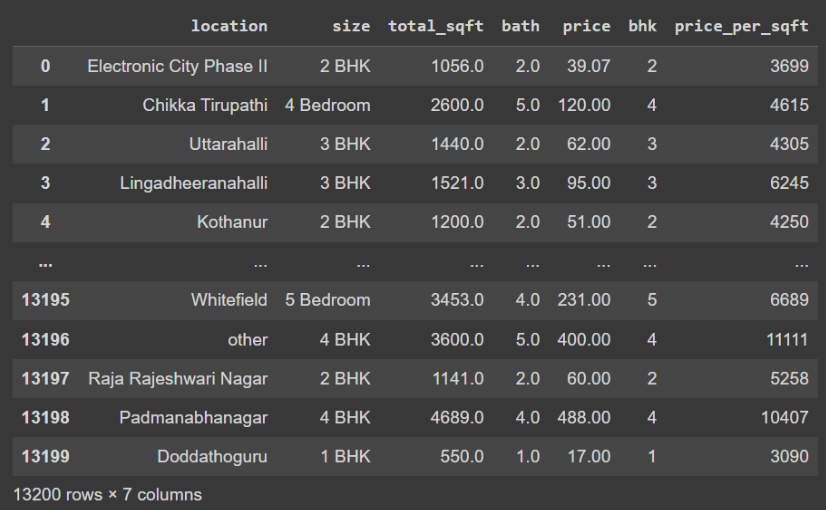 location size total_sqft bath price bhk price_per_sqft
0 Electronic City Phase II 2 BHK 1056.0 2.0 39.07 2 3699
1 Chikka Tirupathi 4 Bedroom 2600.0 5.0 120.00 4 4615
2 Uttarahalli 3 BHK 1440.0 2.0 62.00 3 4305
3 Lingadheeranahalli 3 BHK 1521.0 3.0 95.00 3 6245
4 Kothanur 2 BHK 1200.0 2.0 51.00 2 4250
... ... ... ... ... ... ... ...
13195 Whitefield 5 Bedroom 3453.0 4.0 231.00 5 6689
13196 other 4 BHK 3600.0 5.0 400.00 4 11111
13197 Raja Rajeshwari Nagar 2 BHK 1141.0 2.0 60.00 2 5258
13198 Padmanabhanagar 4 BHK 4689.0 4.0 488.00 4 10407
13199 Doddathoguru 1 BHK 550.0 1.0 17.00 1 3090
13200 rows × 7 columns